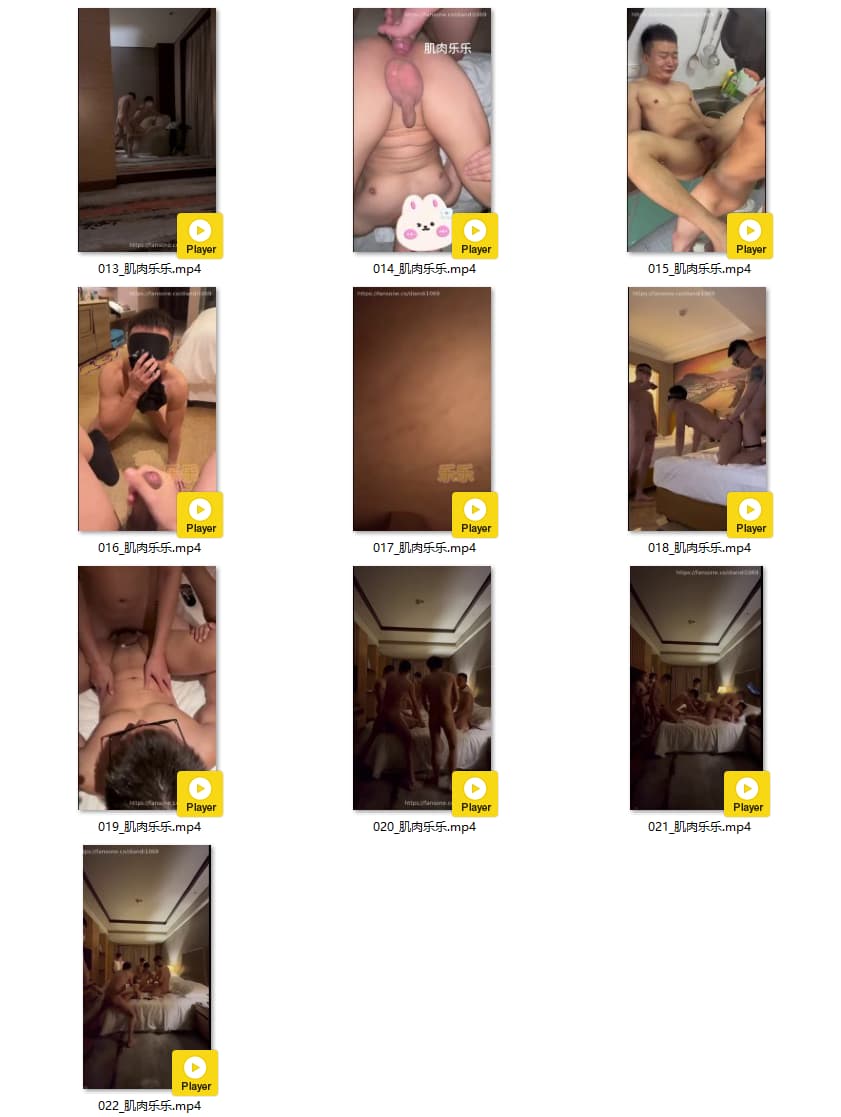 肌肉乐乐
Player
Player
Player
013_肌肉乐乐.mp4
014_肌肉乐乐.mp4
015_肌肉乐乐.mp4
乐乐
乐乐
Player
Player
Player
016_肌肉乐乐.mp4
017_肌肉乐乐.mp4
018_肌肉乐乐.mp4
Player
Player
Player
019_肌肉乐乐.mp4
020_肌肉乐乐.mp4
021_肌肉乐乐.mp4
Player
022_肌肉乐乐.mp4